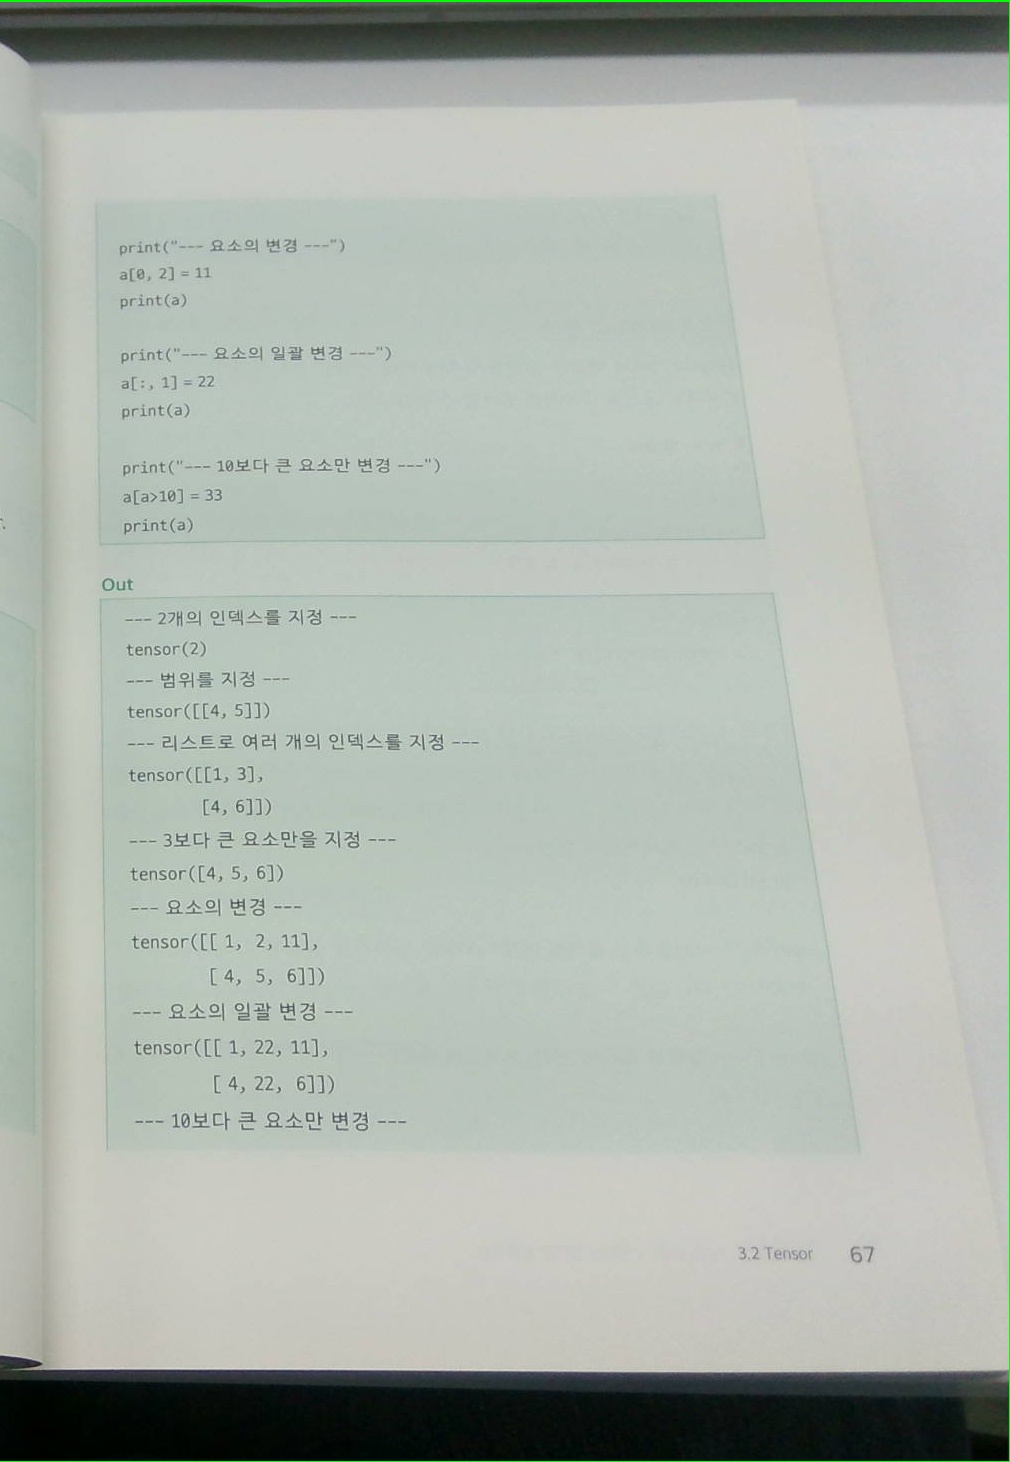 print("--- 요소의 변경 ---")
a[0, 2] = 11
print(a)
print("--- 요소의 일괄 변경 ---")
a[:, 1] = 22
print(a)
print("--- 10보다 큰 요소만 변경 ---")
a[a>10] = 33
print(a)
Out
--- 2개의 인덱스를 지정 ---
tensor(2)
--- 범위를 지정 ---
tensor([[4, 5]])
--- 리스트로 여러 개의 인덱스를 지정 ---
tensor([[1, 3],
[4, 6]])
--- 3보다 큰 요소만을 지정 ---
tensor([4, 5, 6])
--- 요소의 변경 ---
tensor([[ 1, 2, 11],
[ 4, 5, 6]])
--- 요소의 일괄 변경 ---
tensor([[ 1, 22, 11],
[ 4, 22, 6]])
--- 10보다 큰 요소만 변경 ---
3.2 Tensor 67